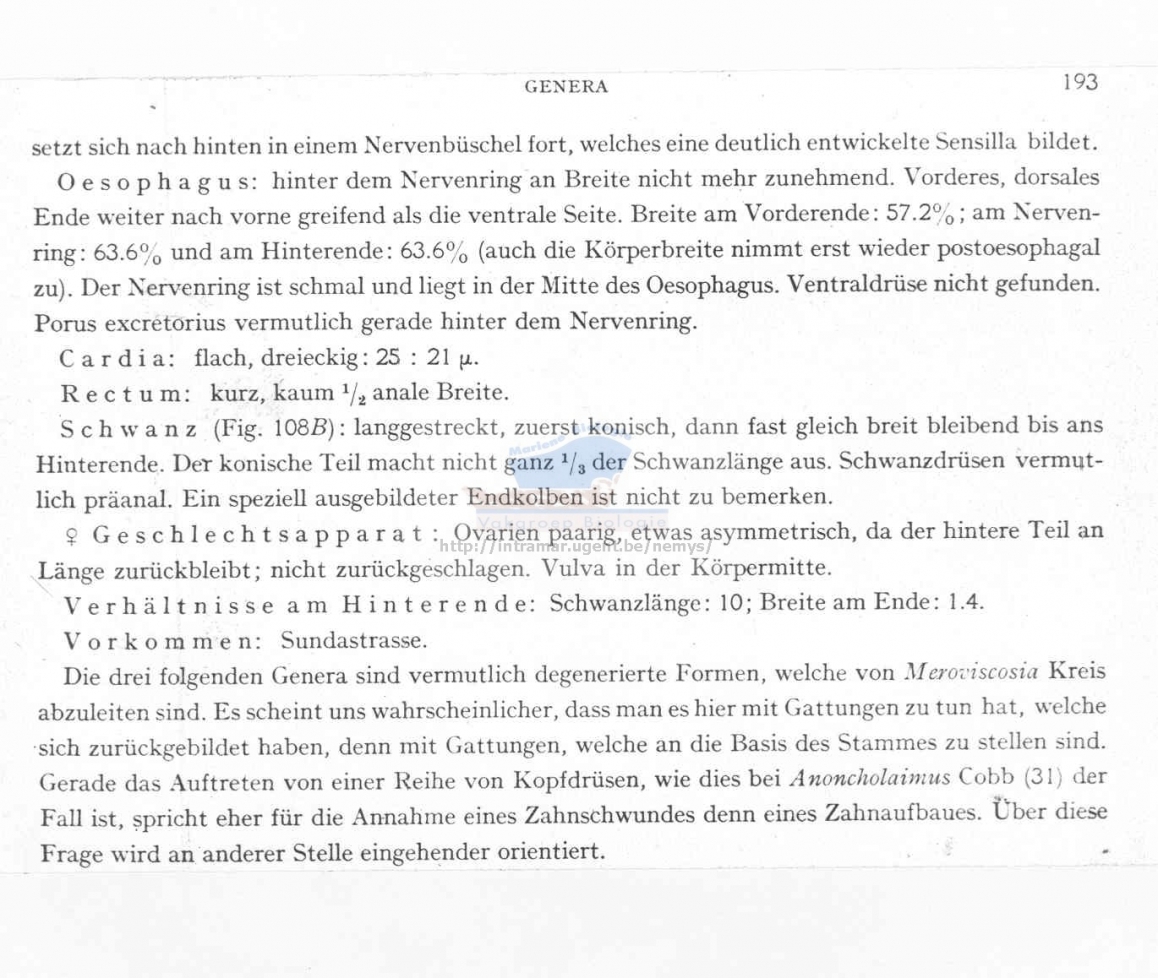 GENERA 193
setzt sich nach hinten in einem Nervenbüschel fort, welches eine deutlich entwickelte Sensilla bildet.
Oesophagus: hinter dem Nervenring an Breite nicht mehr zunehmend. Vorderes, dorsales
Ende weiter nach vorne greifend als die ventrale Seite. Breite am Vorderende: 57.2%; am Nerven-
ring: 63.6% und am Hinterende: 63.6% (auch die Körperbreite nimmt erst wieder postoesophagal
zu). Der Nervenring ist schmal und liegt in der Mitte des Oesophagus. Ventraldrüse nicht gefunden.
Porus excretorius vermutlich gerade hinter dem Nervenring.
Cardia: flach, dreieckig: 25 : 21 μ.
Rectum: kurz, kaum 1/2 anale Breite.
Schwanz (Fig. 108B): langgestreckt, zuerst konisch, dann fast gleich breit bleibend bis ans
Hinterende. Der konische Teil macht nicht ganz 1/3 der Schwanzlänge aus. Schwanzdrüsen vermut-
lich präanal. Ein speziell ausgebildeter Endkolben ist nicht zu bemerken.
Vakgroep Biologie
♀ Geschlechtsapparat: Ovarien paarig, etwas asymmetrisch, da der hintere Teil an
http://intramar.ugent.be/nemys/
Länge zurückbleibt; nicht zurückgeschlagen. Vulva in der Körpermitte.
Verhältnisse am Hinterende: Schwanzlänge: 10; Breite am Ende: 1.4.
Vorkommen: Sundastrasse.
Die drei folgenden Genera sind vermutlich degenerierte Formen, welche von Meroviscosia Kreis
abzuleiten sind. Es scheint uns wahrscheinlicher, dass man es hier mit Gattungen zu tun hat, welche
sich zurückgebildet haben, denn mit Gattungen, welche an die Basis des Stammes zu stellen sind.
Gerade das Auftreten von einer Reihe von Kopfdrüsen, wie dies bei Anoncholaimus Cobb (31) der
Fall ist, spricht eher für die Annahme eines Zahnschwundes denn eines Zahnaufbaues. Über diese
Frage wird an anderer Stelle eingehender orientiert.